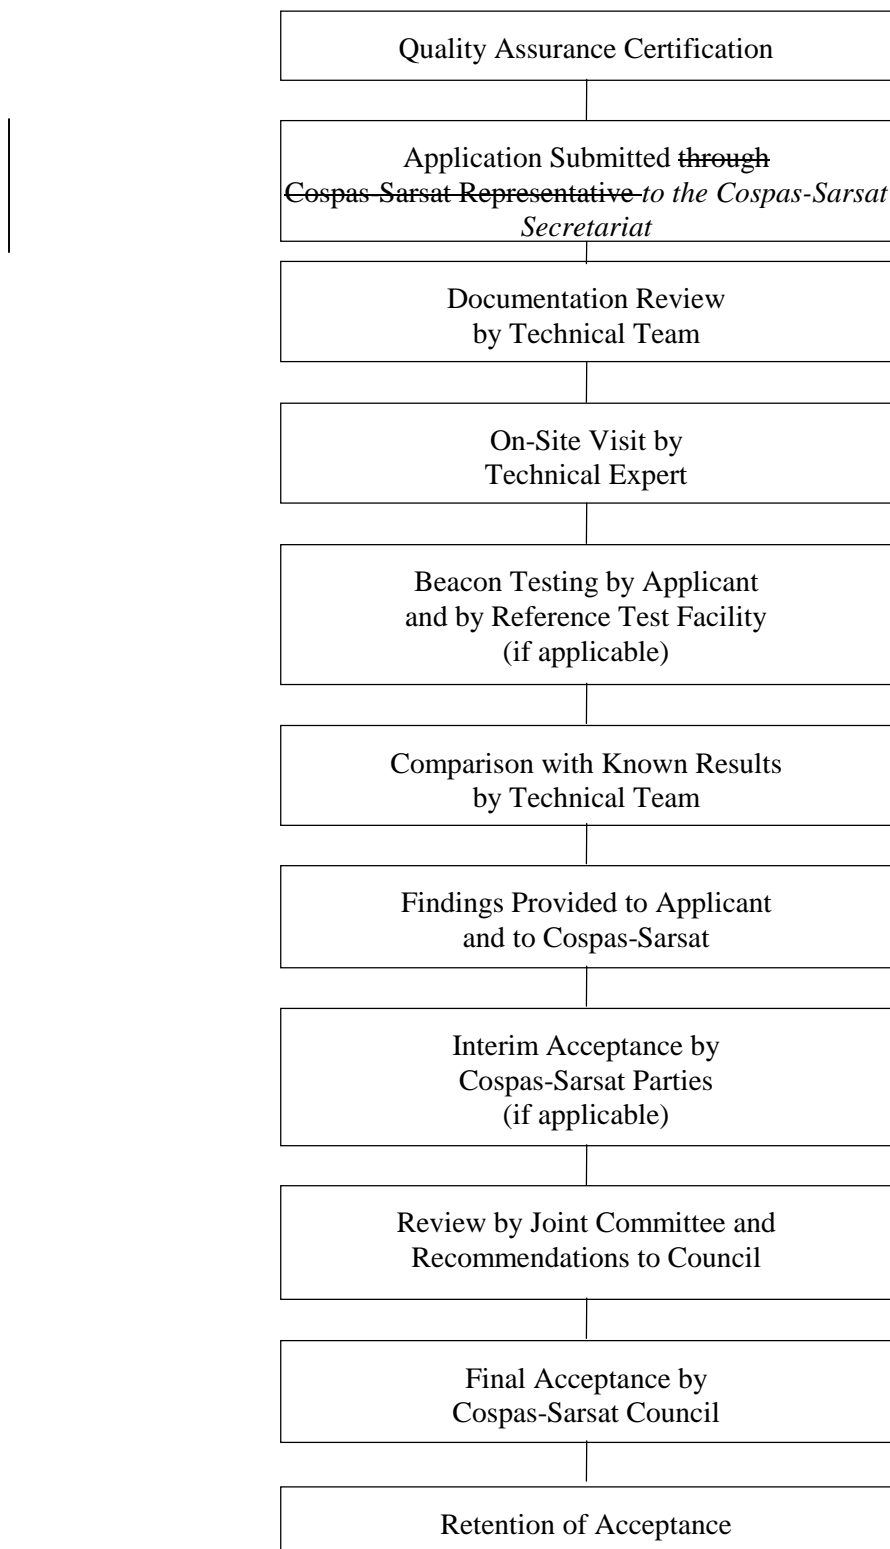 Quality Assurance Certification
Application Submitted through
Cospas-Sarsat Representative to the Cospas-Sarsat
Secretariat
Documentation Review
by Technical Team
On-Site Visit by
Technical Expert
Beacon Testing by Applicant
and by Reference Test Facility
(if applicable)
Comparison with Known Results
by Technical Team
Findings Provided to Applicant
and to Cospas-Sarsat
Interim Acceptance by
Cospas-Sarsat Parties
(if applicable)
Review by Joint Committee and
Recommendations to Council
Final Acceptance by
Cospas-Sarsat Council
Retention of Acceptance